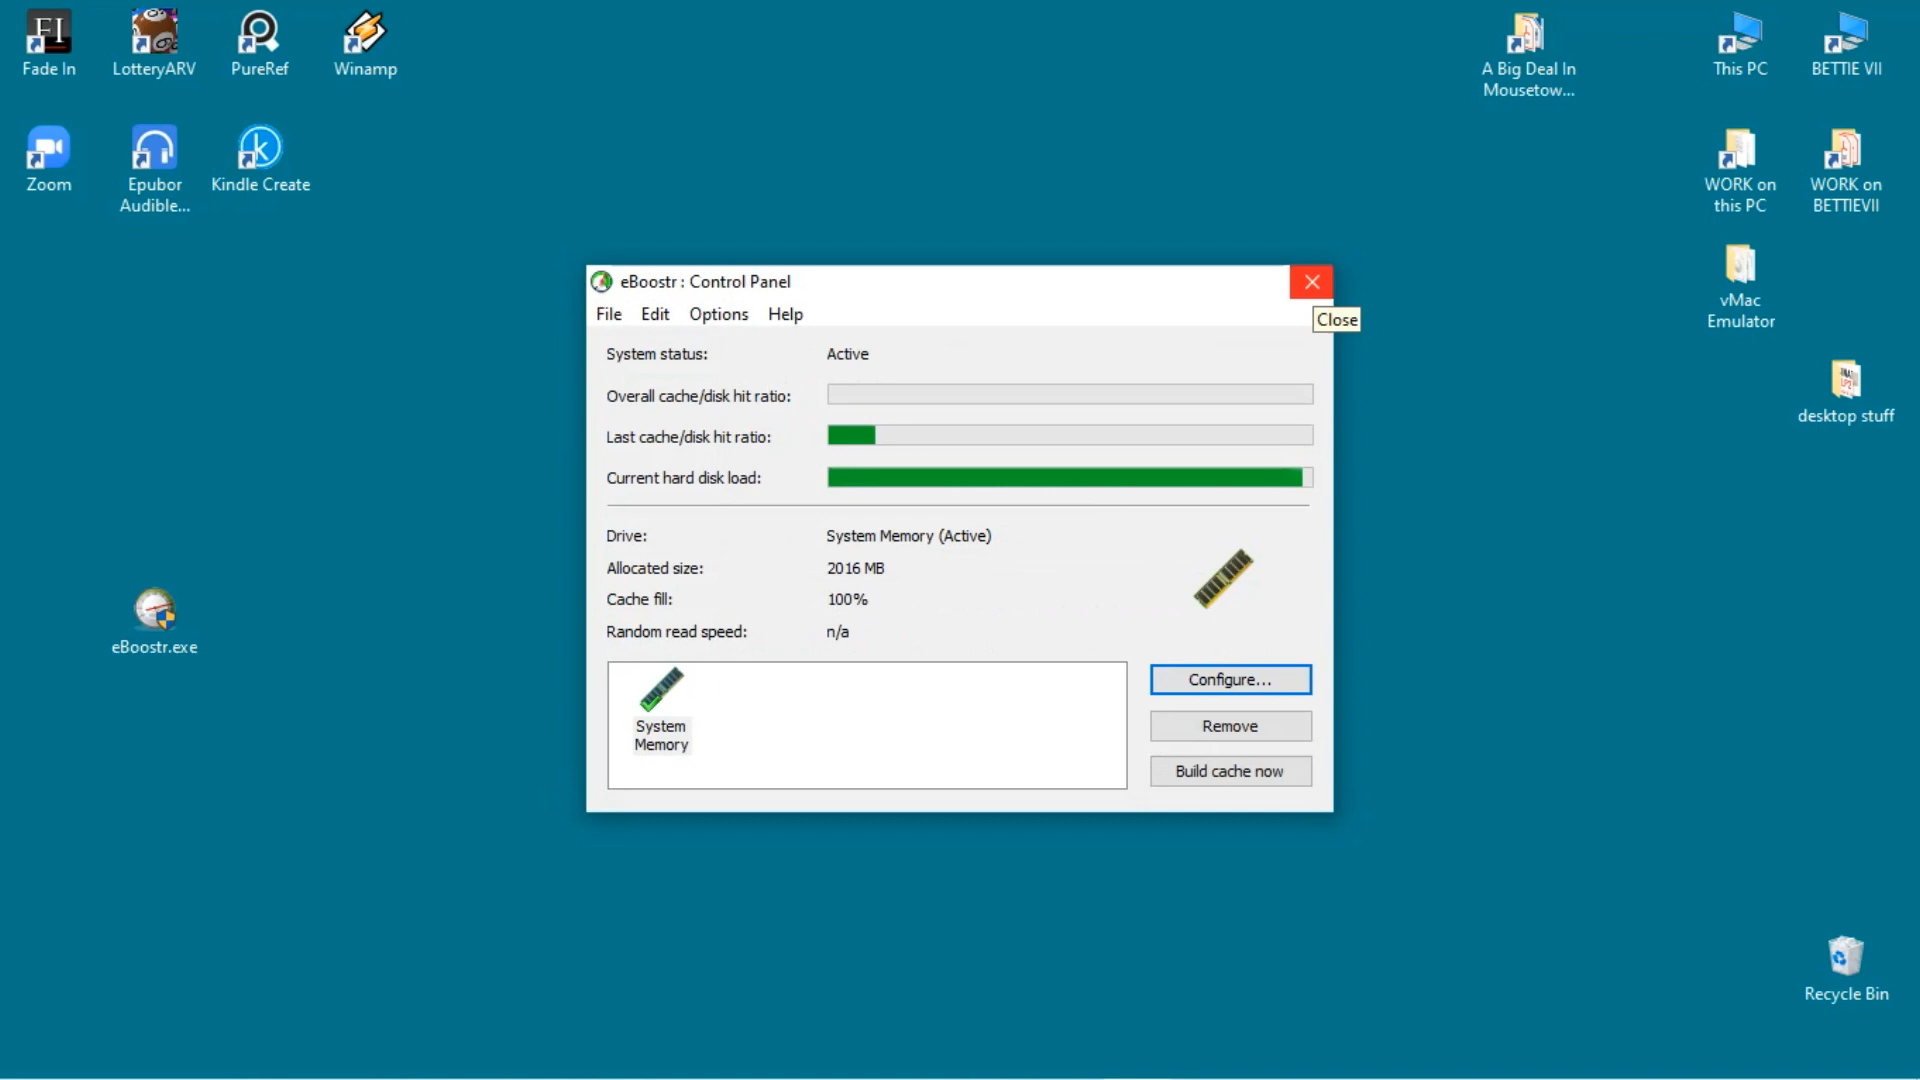 Fade In
LotteryARV
PureRef
Winamp
A Big Deal In
Mousetow...
This PC
BETTIE VII
Zoom
Epubor
Audible...
Kindle Create
WORK on
this PC
WORK on
BETTIEVII
vMac
Emulator
desktop stuff
eBoostr : Control Panel
Close
File Edit Options Help
System status: Active
Overall cache/disk hit ratio:
Last cache/disk hit ratio:
Current hard disk load:
Drive: System Memory (Active)
Allocated size: 2016 MB
Cache fill: 100%
Random read speed: n/a
System
Memory
Configure...
Remove
Build cache now
eBoostr.exe
Recycle Bin